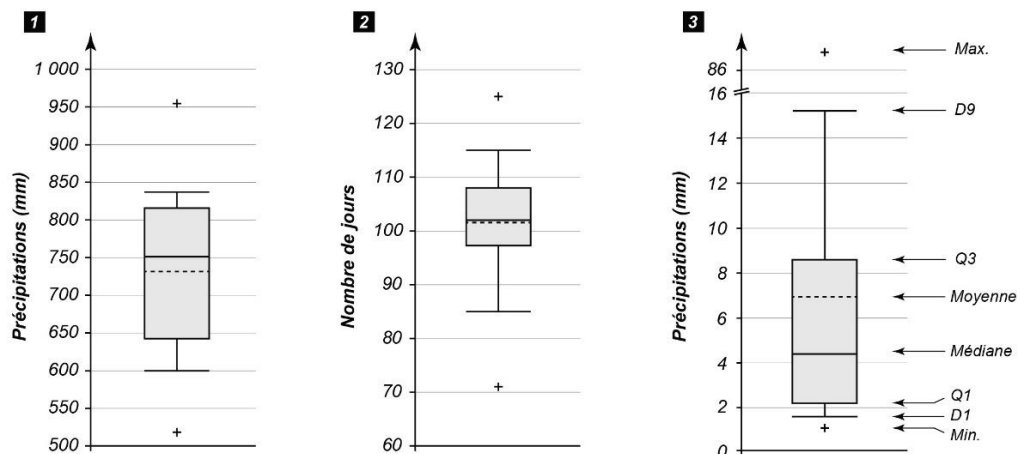 1
Précipitations (mm)
1 000
950
900
850
800
750
700
650
600
550
500
2
Nombre de jours
130
120
110
100
90
80
70
60
3
Précipitations (mm)
86
16
14
12
10
8
6
4
2
0
Max.
D9
Q3
Moyenne
Médiane
Q1
D1
Min.